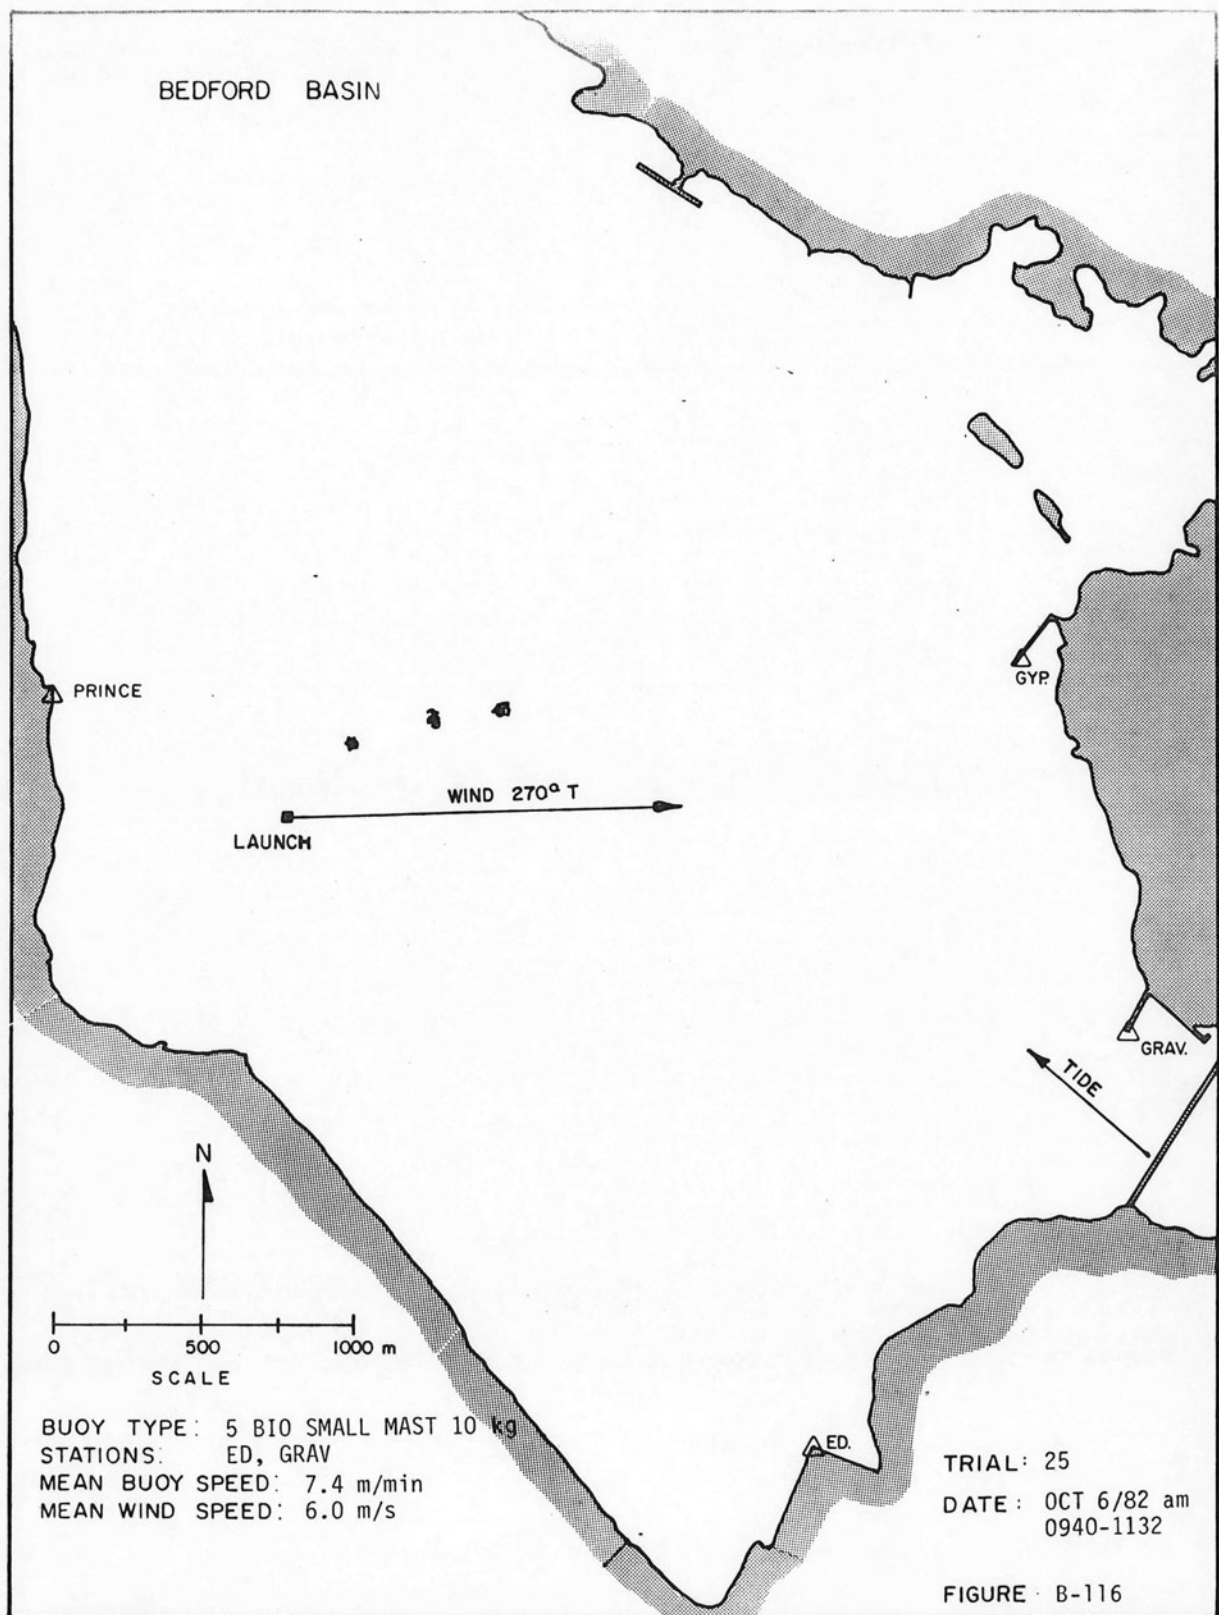 BEDFORD BASIN
PRINCE
GYP.
WIND 270° T
LAUNCH
GRAV.
TIDE
N
0 500 1000 m
SCALE
BUOY TYPE: 5 BIO SMALL MAST 10 kg
STATIONS: ED, GRAV
MEAN BUOY SPEED: 7.4 m/min
MEAN WIND SPEED: 6.0 m/s
ED.
TRIAL: 25
DATE: OCT 6/82 am
0940-1132
FIGURE B-116